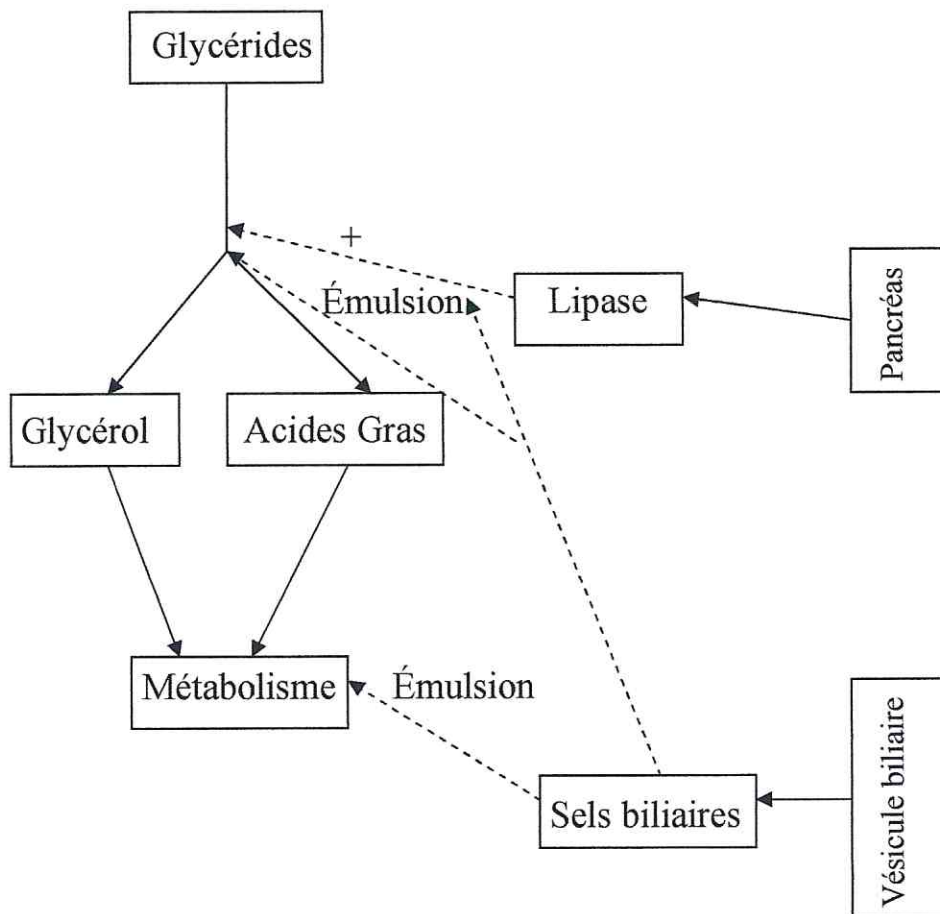 Glycérides
+
Émulsion
Lipase
Pancréas
Glycérol
Acides Gras
Métabolisme
Émulsion
Sels biliaires
Vésicule biliaire